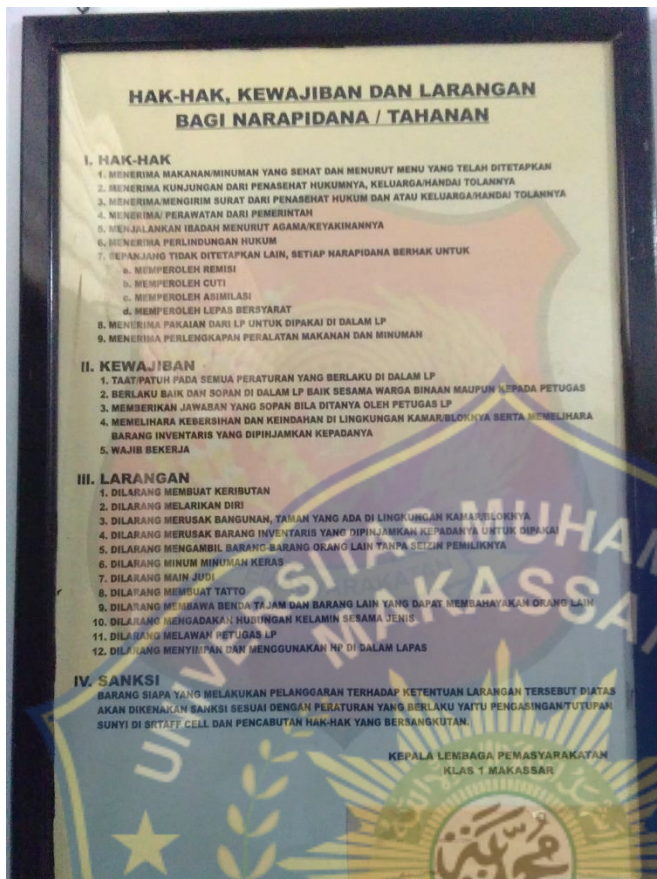 HAK-HAK, KEWAJIBAN DAN LARANGAN
BAGI NARAPIDANA / TAHANAN
I. HAK-HAK
1. MENERIMA MAKANAN/MINUMAN YANG SEHAT DAN MENURUT MENU YANG TELAH DITETAPKAN
2. MENERIMA KUNJUNGAN DARI PENASEHAT HUKUMNYA, KELUARGA/HANDAI TOLANNYA
3. MENERIMA/MENGIRIM SURAT DARI PENASEHAT HUKUM DAN ATAU KELUARGA/HANDAI TOLANNYA
4. MENERIMA/ PERAWATAN DARI PEMERINTAH
5. MENJALANKAN IBADAH MENURUT AGAMA/KEYAKINANNYA
6. MENERIMA PERLINDUNGAN HUKUM
7. SEPANJANG TIDAK DITETAPKAN LAIN, SETIAP NARAPIDANA BERHAK UNTUK
a. MEMPEROLEH REMISI
b. MEMPEROLEH CUTI
c. MEMPEROLEH ASIMILASI
d. MEMPEROLEH LEPAS BERSYARAT
8. MENERIMA PAKAIAN DARI LP UNTUK DIPAKAI DI DALAM LP
9. MENERIMA PERLENGKAPAN PERALATAN MAKANAN DAN MINUMAN
II. KEWAJIBAN
1. TAAT/PATUH PADA SEMUA PERATURAN YANG BERLAKU DI DALAM LP
2. BERLAKU BAIK DAN SOPAN DI DALAM LP BAIK SESAMA WARGA BINAAN MAUPUN KEPADA PETUGAS
3. MEMBERIKAN JAWABAN YANG SOPAN BILA DITANYA OLEH PETUGAS LP
4. MEMELIHARA KEBERSIHAN DAN KEINDAHAN DI LINGKUNGAN KAMAR/BLOKNYA SERTA MEMELIHARA
BARANG INVENTARIS YANG DIPINJAMKAN KEPADANYA
5. WAJIB BEKERJA
III. LARANGAN
1. DILARANG MEMBUAT KERIBUTAN
2. DILARANG MELARIKAN DIRI
3. DILARANG MERUSAK BANGUNAN, TAMAN YANG ADA DI LINGKUNGAN KAMAR/BLOKNYA
4. DILARANG MERUSAK BARANG INVENTARIS YANG DIPINJAMKAN KEPADANYA UNTUK DIPAKAI
5. DILARANG MENGAMBIL BARANG-BARANG ORANG LAIN TANPA SEIZIN PEMILIKNYA
6. DILARANG MINUM MINUMAN KERAS
7. DILARANG MAIN JUDI
8. DILARANG MEMBUAT TATTO
9. DILARANG MEMBAWA BENDA TAJAM DAN BARANG LAIN YANG DAPAT MEMBAHAYAKAN ORANG LAIN
10. DILARANG MENGADAKAN HUBUNGAN KELAMIN SESAMA JENIS
11. DILARANG MELAWAN PETUGAS LP
12. DILARANG MENYIMPAN DAN MENGGUNAKAN HP DI DALAM LAPAS
IV. SANKSI
BARANG SIAPA YANG MELAKUKAN PELANGGARAN TERHADAP KETENTUAN LARANGAN TERSEBUT DIATAS
AKAN DIKENAKAN SANKSI SESUAI DENGAN PERATURAN YANG BERLAKU YAITU PENGASINGAN/TUTUPAN
SUNYI DI SRTAFF CELL DAN PENCABUTAN HAK-HAK YANG BERSANGKUTAN.
KEPALA LEMBAGA PEMASYARAKATAN
KLAS 1 MAKASSAR
UNIVERSITAS MUHAM
MAKASSA